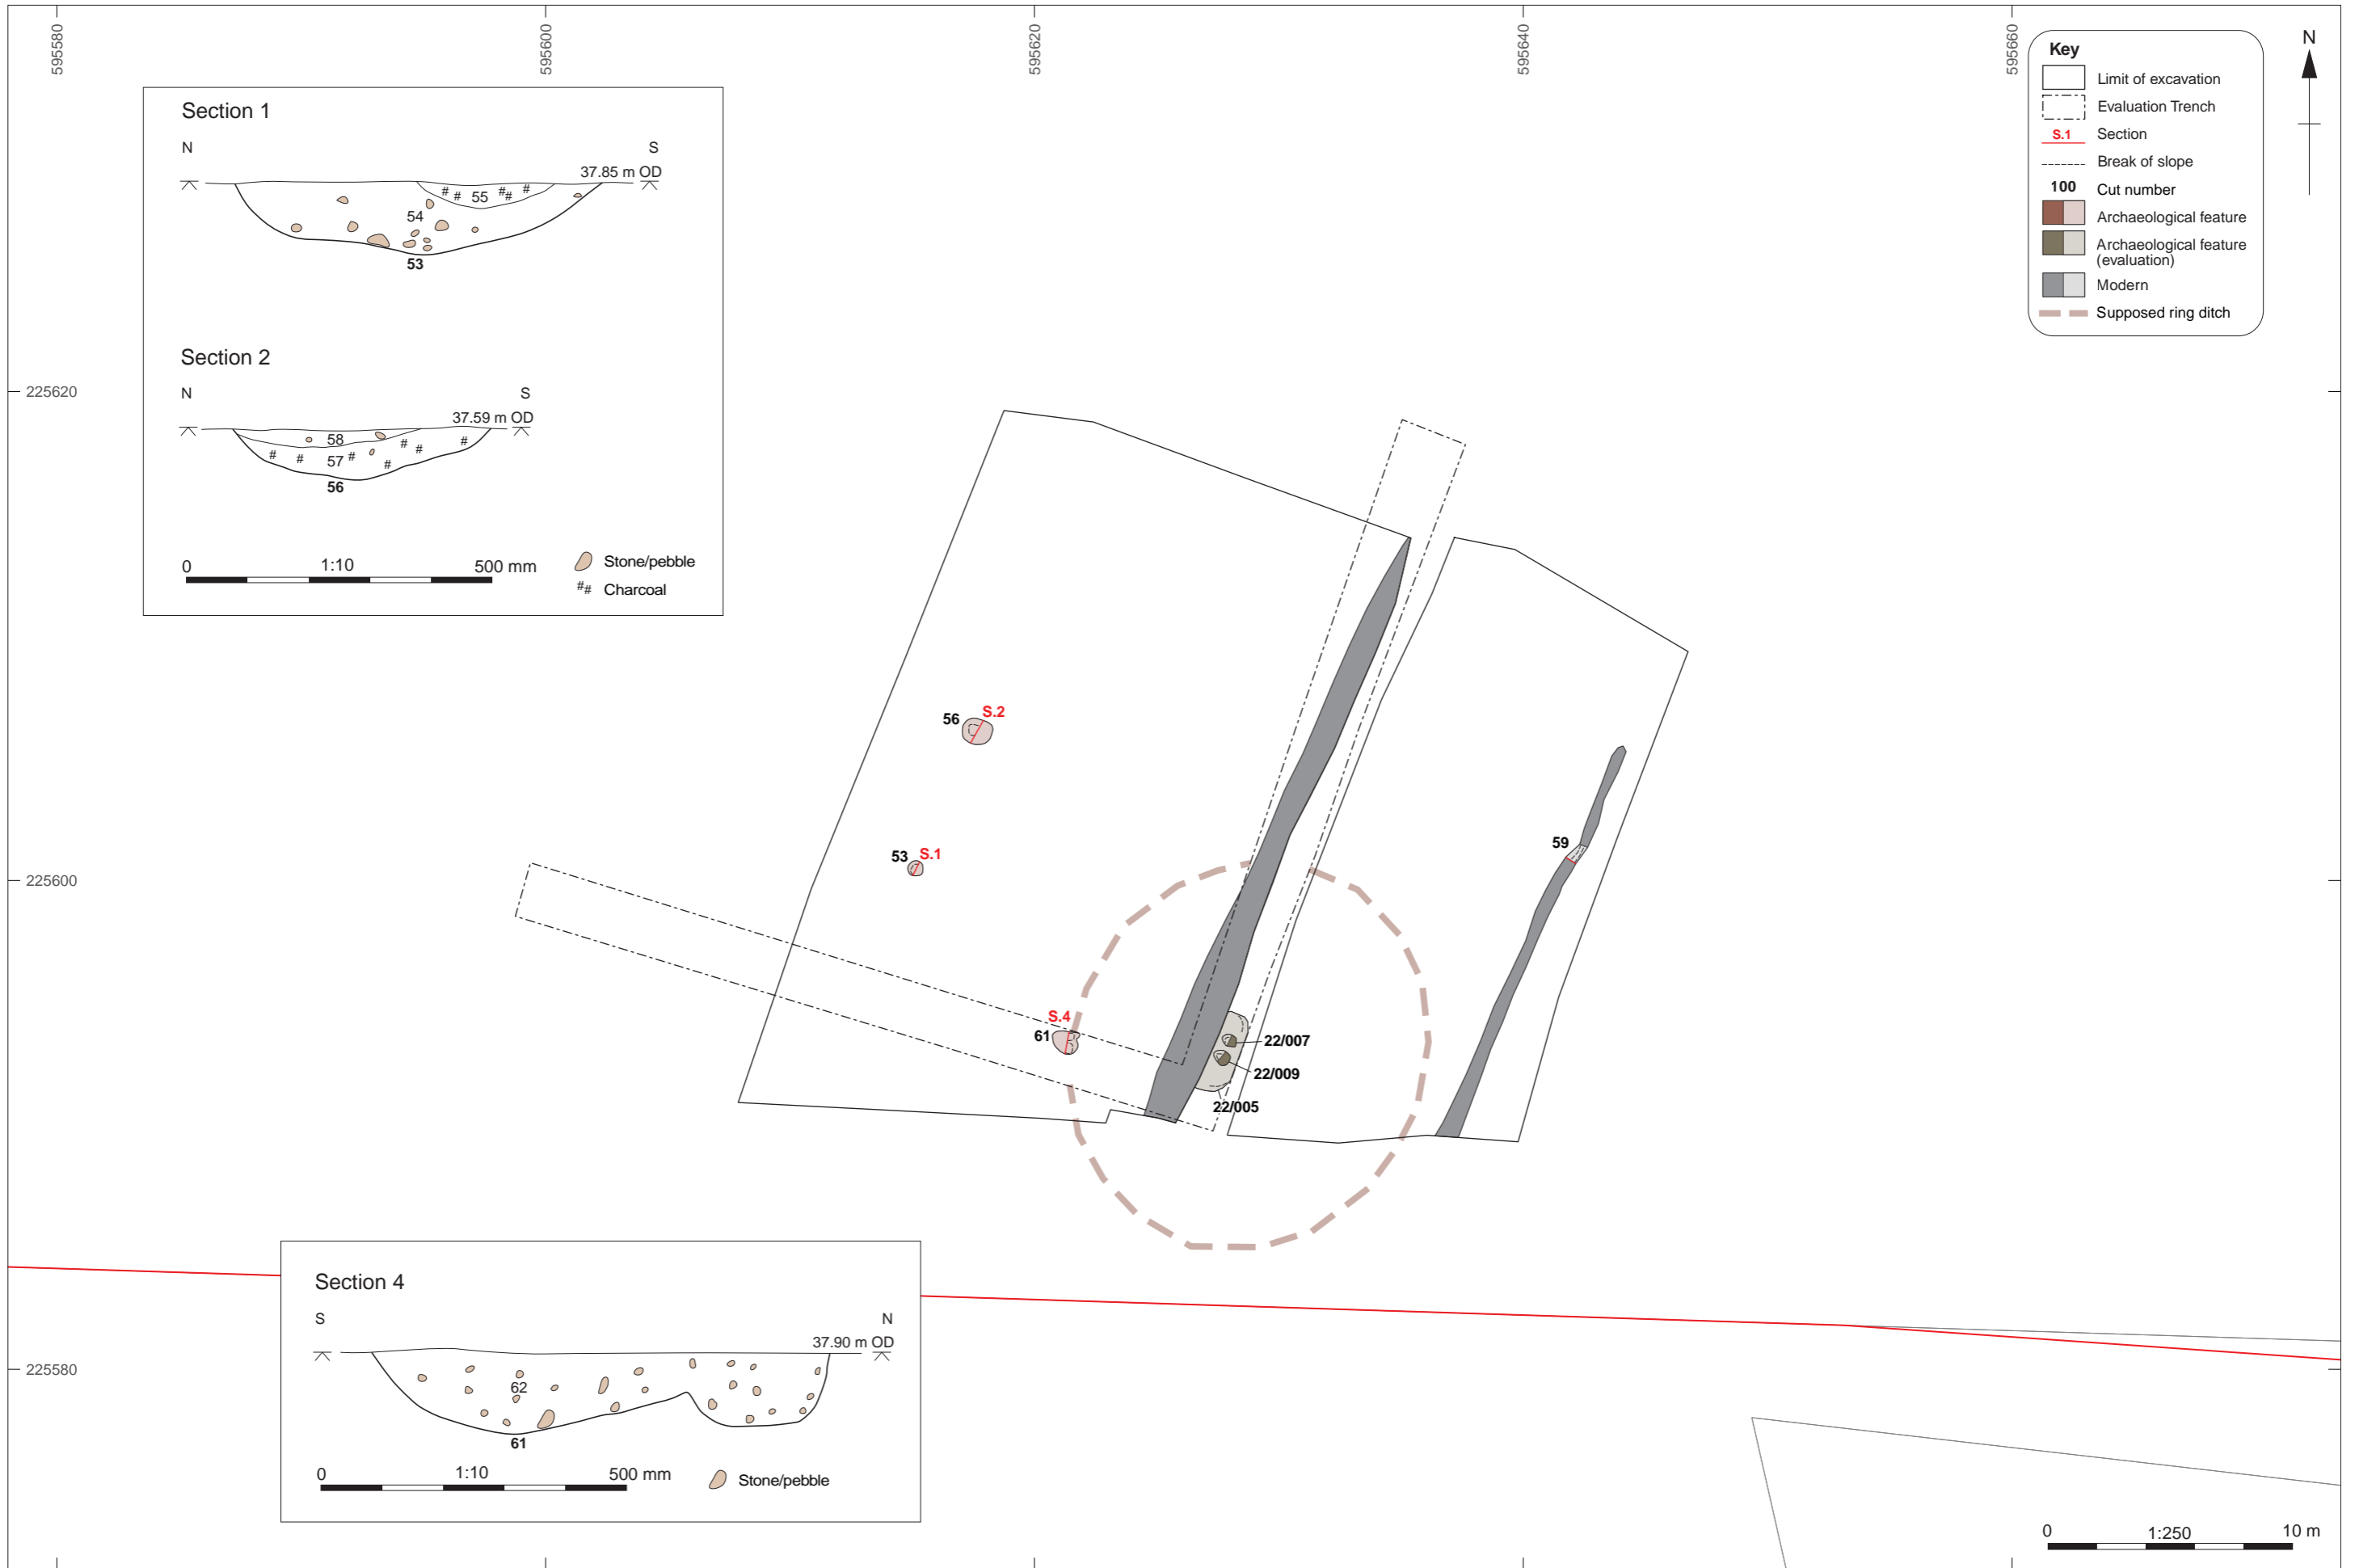 595580
595600
595620
595640
595660
225620
225600
225580
Section 1
N
S
37.85 m OD
55
54
53
Section 2
N
S
37.59 m OD
58
57
56
0
1:10
500 mm
Stone/pebble
## Charcoal
Key
Limit of excavation
Evaluation Trench
S.1 Section
Break of slope
100 Cut number
Archaeological feature
Archaeological feature
(evaluation)
Modern
Supposed ring ditch
N
56
S.2
53
S.1
59
S.4
61
22/007
22/009
22/005
Section 4
S
N
37.90 m OD
62
61
0
1:10
500 mm
Stone/pebble
0
1:250
10 m